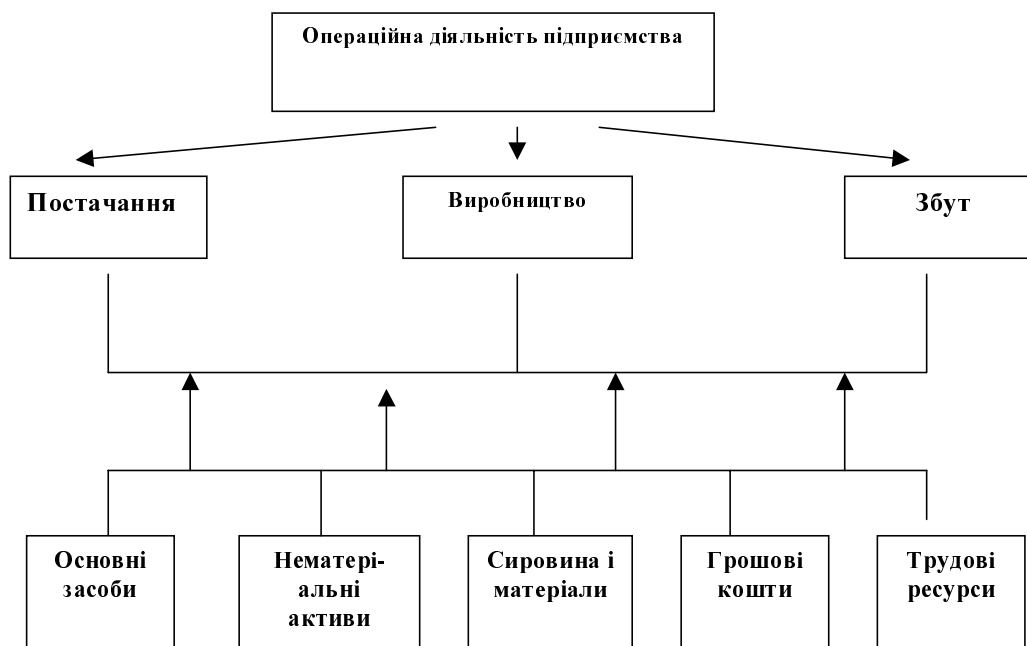 Операційна діяльність підприємства
Постачання
Виробництво
Збут
Основні
засоби
Нематері-
альні
активи
Сировина і
матеріали
Грошові
кошти
Трудові
ресурси